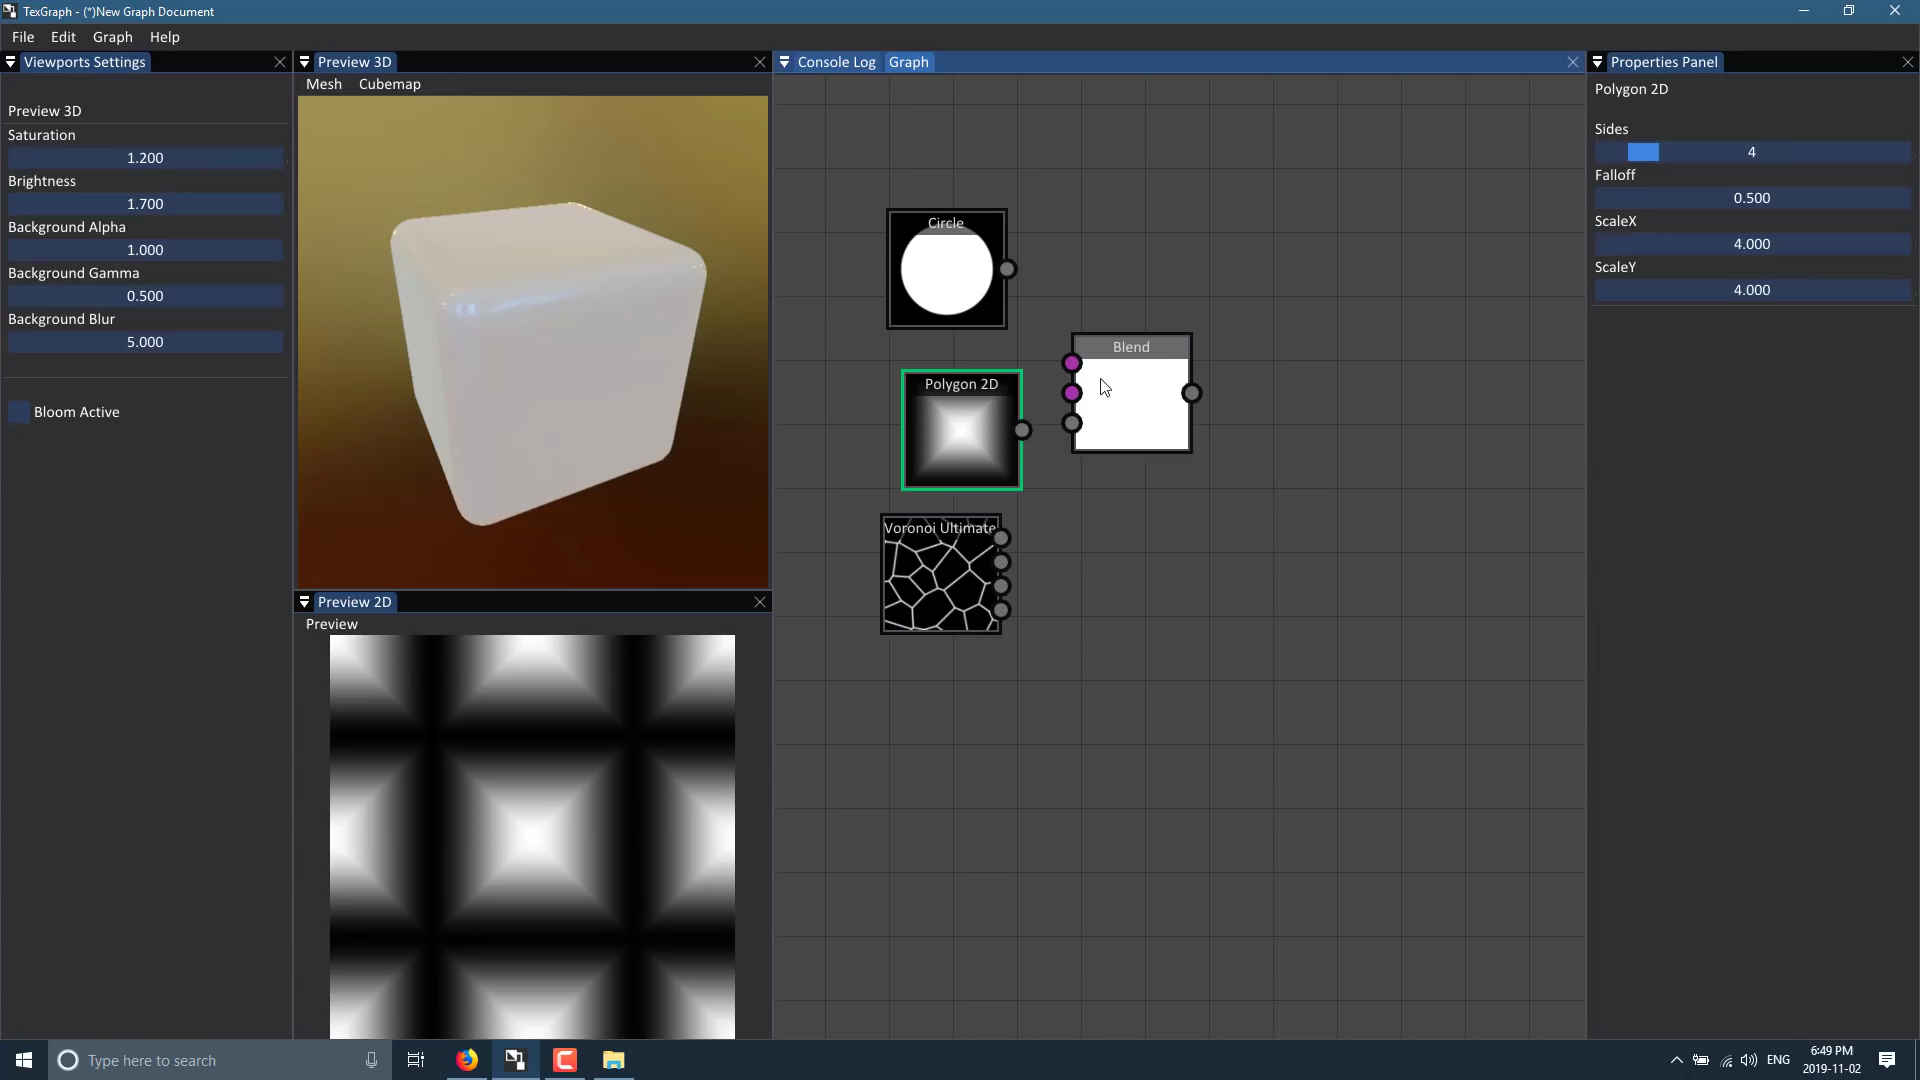 TexGraph - (*)New Graph Document
File Edit Graph Help
Viewports Settings
Preview 3D
Saturation
1.200
Brightness
1.700
Background Alpha
1.000
Background Gamma
0.500
Background Blur
5.000
Bloom Active
Preview 3D
Mesh Cubemap
Preview 2D
Preview
Console Log Graph
Circle
Polygon 2D
Blend
Voronoi Ultimate
Properties Panel
Polygon 2D
Sides
4
Falloff
0.500
ScaleX
4.000
ScaleY
4.000
Type here to search
ENG
6:49 PM
2019-11-02